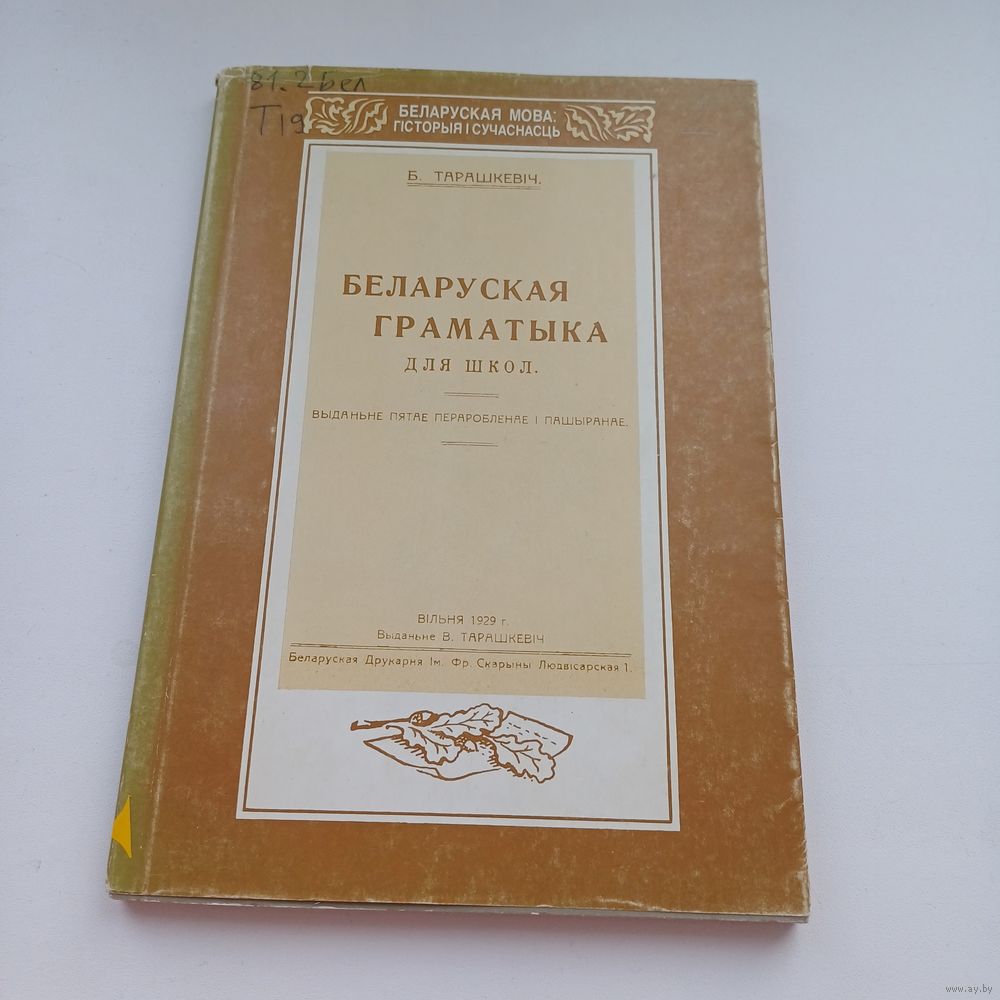 81.2Бел
Т19
БЕЛАРУСКАЯ МОВА:
ГІСТОРЫЯ І СУЧАСНАСЦЬ
Б. ТАРАШКЕВІЧ.
БЕЛАРУСКАЯ
ГРАМАТЫКА
ДЛЯ ШКОЛ.
ВЫДАНЬНЕ ПЯТАЕ ПЕРАРОБЛЕНАЕ І ПАШЫРАНАЕ.
ВІЛЬНЯ 1929 г.
Выданьне В. ТАРАШКЕВІЧ
Беларуская Друкарня Ім. Фр. Скарыны Людвісарская 1.
www.ay.by